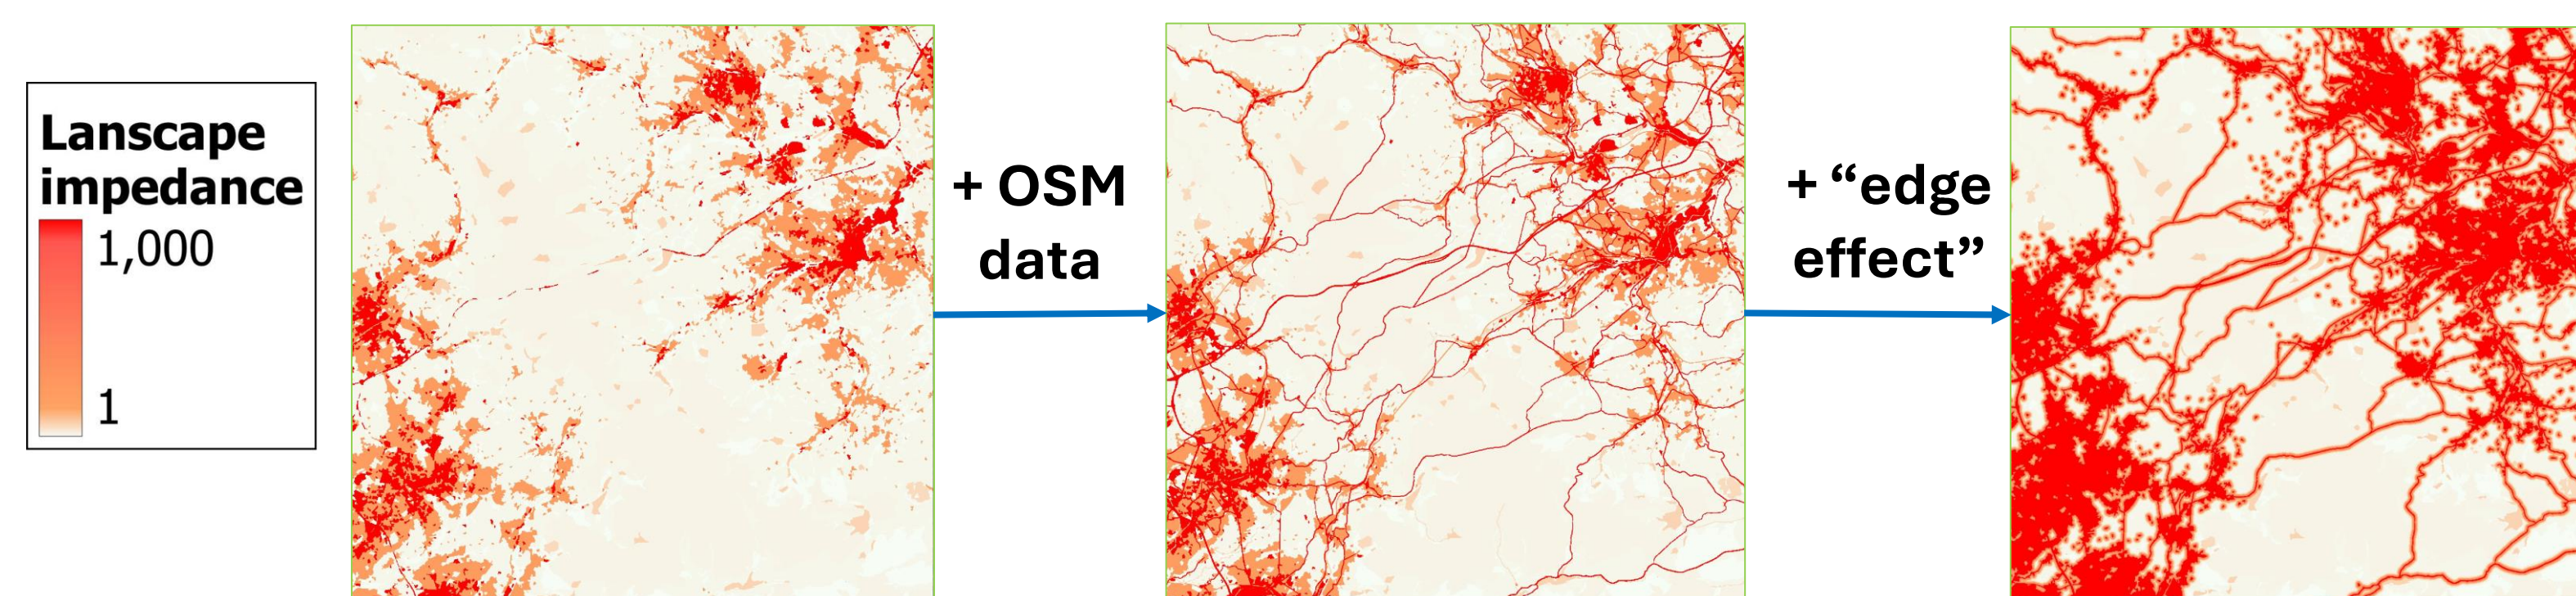 Lanscape
impedance
1,000
1
+ OSM
data
+ “edge
effect”